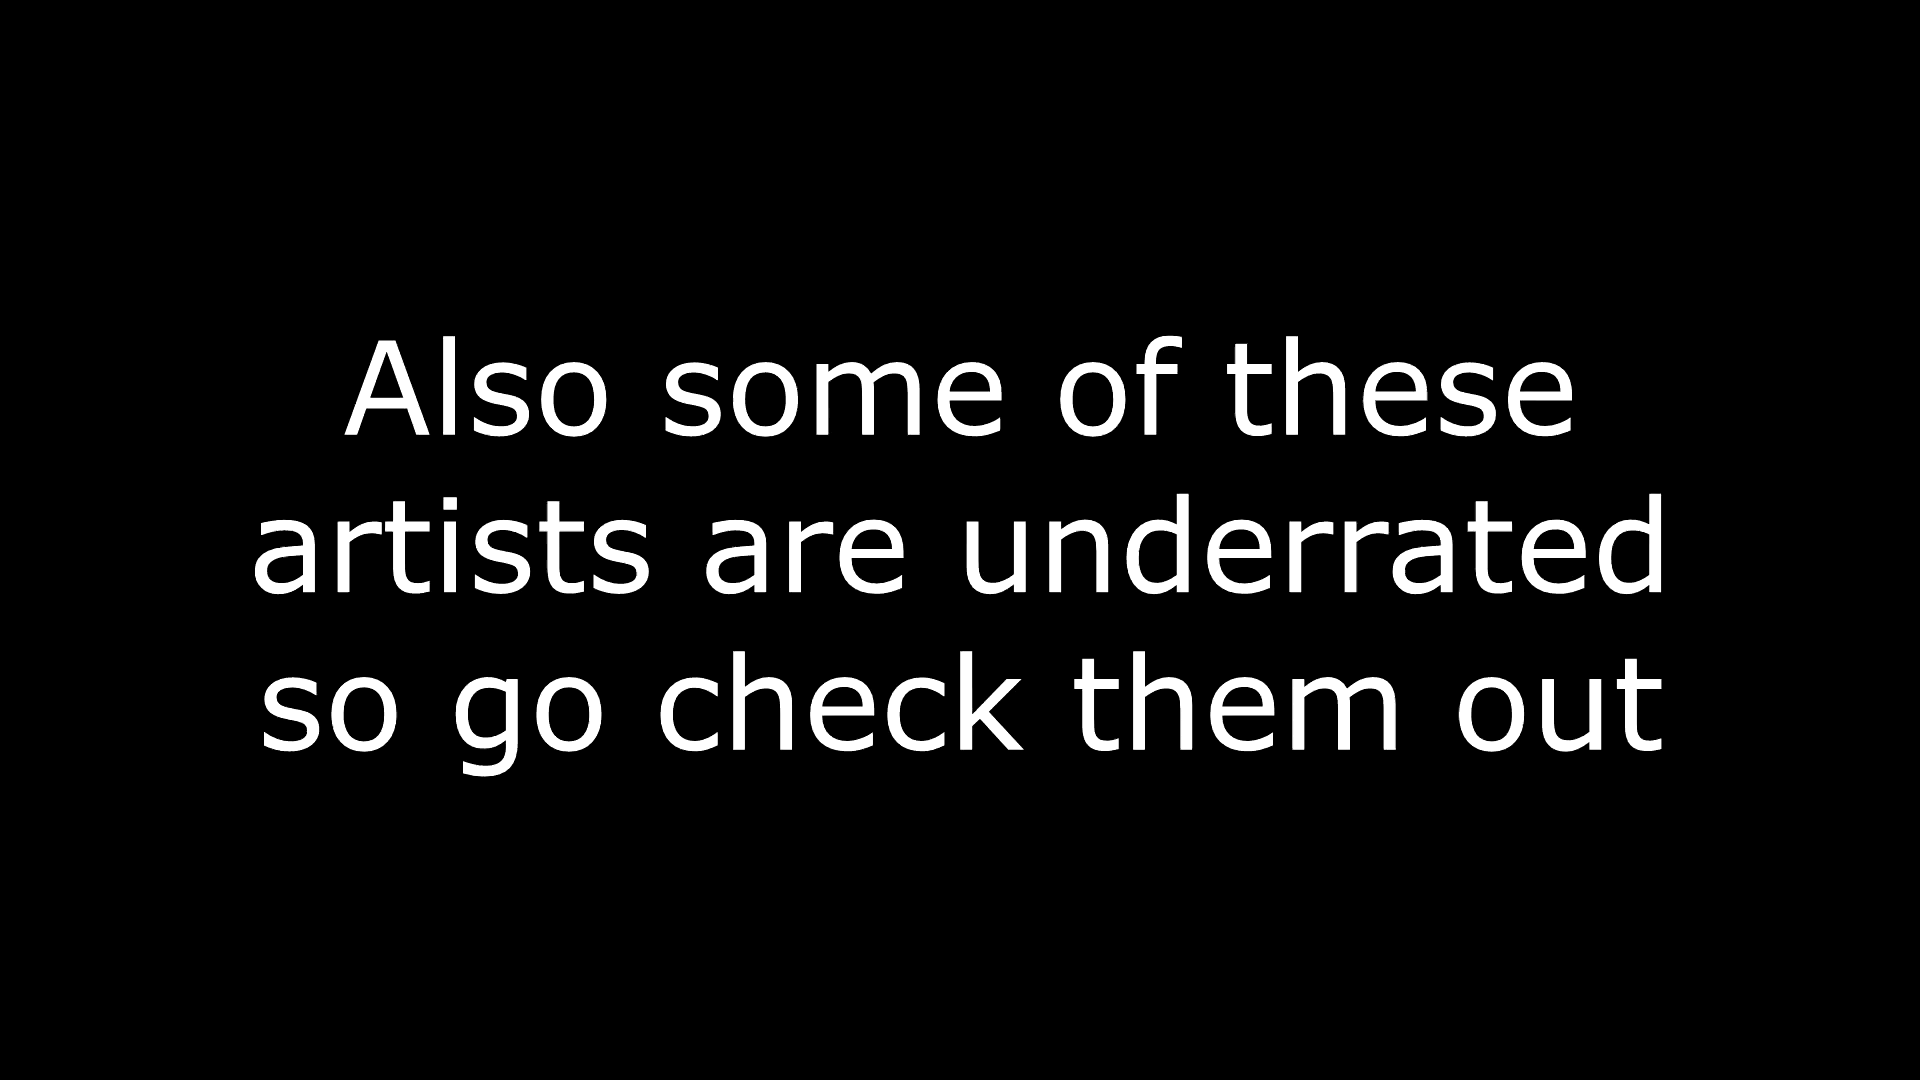 Also some of these
artists are underrated
so go check them out